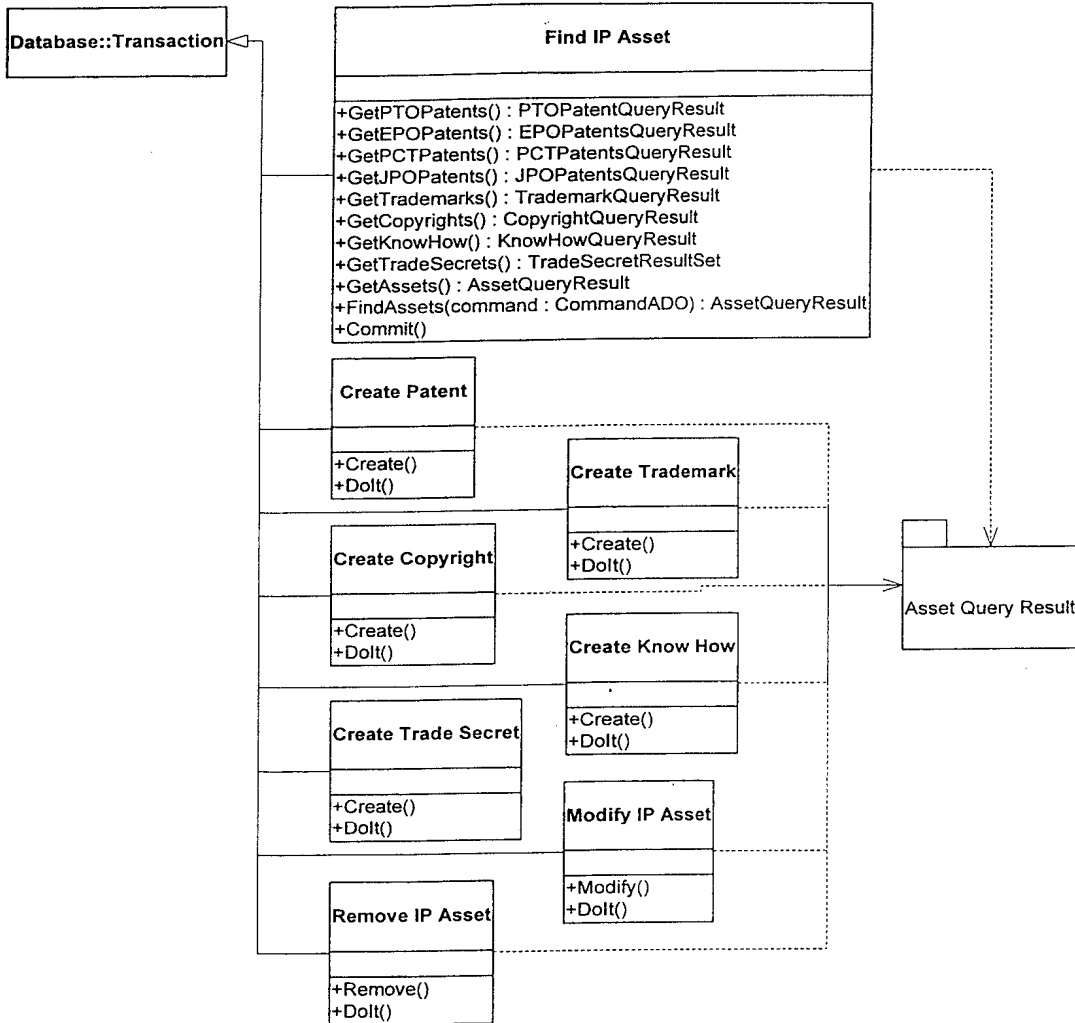 Database::Transaction
Find IP Asset
+GetPTOPatents() : PTOPatentQueryResult
+GetEPOPatents() : EPOPatentsQueryResult
+GetPCTPatents() : PCTPatentsQueryResult
+GetJPOPatents() : JPOPatentsQueryResult
+GetTrademarks() : TrademarkQueryResult
+GetCopyrights() : CopyrightQueryResult
+GetKnowHow() : KnowHowQueryResult
+GetTradeSecrets() : TradeSecretResultSet
+GetAssets() : AssetQueryResult
+FindAssets(command : CommandADO) : AssetQueryResult
+Commit()
Create Patent
+Create()
+DoIt()
Create Trademark
+Create()
+DoIt()
Create Copyright
+Create()
+DoIt()
Asset Query Result
Create Know How
+Create()
+DoIt()
Create Trade Secret
+Create()
+DoIt()
Modify IP Asset
+Modify()
+DoIt()
Remove IP Asset
+Remove()
+DoIt()